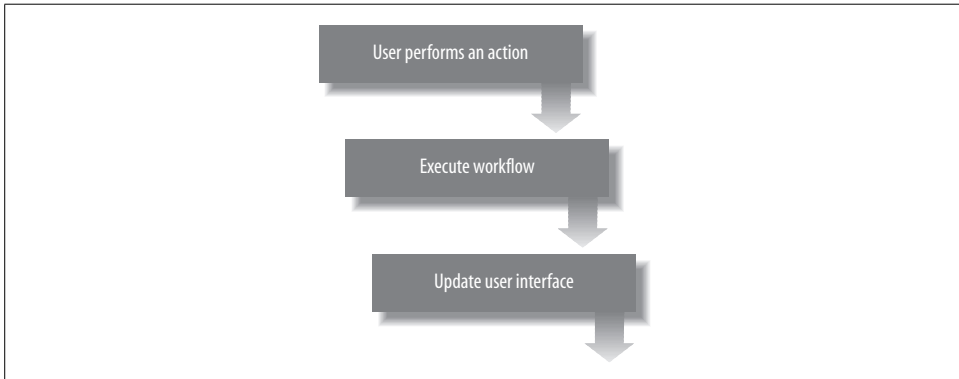 User performs an action
Execute workflow
Update user interface